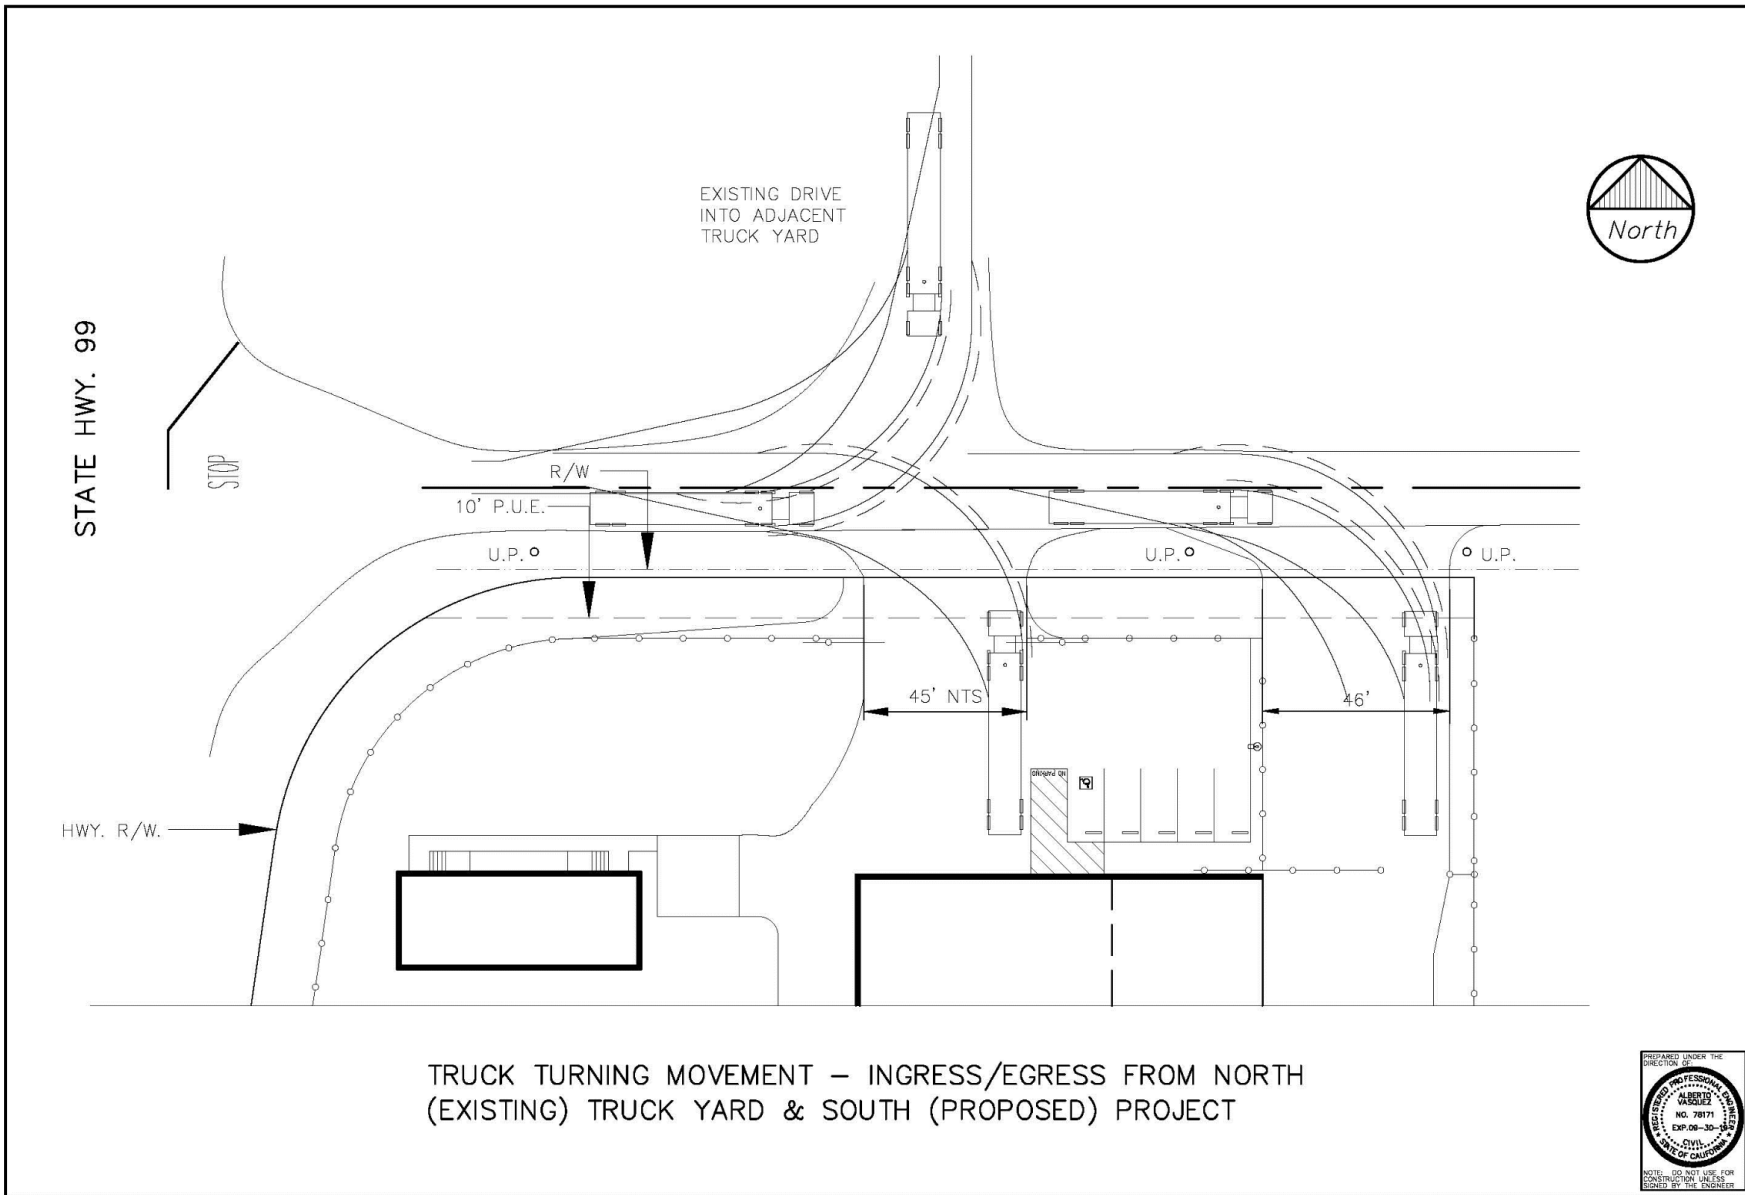 EXISTING DRIVE
INTO ADJACENT
TRUCK YARD
North
STATE HWY. 99
STOP
R/W
10' P.U.E.
U.P.
U.P.
U.P.
45' NTS
46'
NO PARKING
HWY. R/W.
TRUCK TURNING MOVEMENT – INGRESS/EGRESS FROM NORTH
(EXISTING) TRUCK YARD & SOUTH (PROPOSED) PROJECT
PREPARED UNDER THE
DIRECTION OF:
REGISTERED PROFESSIONAL ENGINEER
ALBERTO
VASQUEZ
NO. 78171
EXP.09-30-
CIVIL
STATE OF CALIFORNIA
NOTE: DO NOT USE FOR
CONSTRUCTION UNLESS
SIGNED BY THE ENGINEER